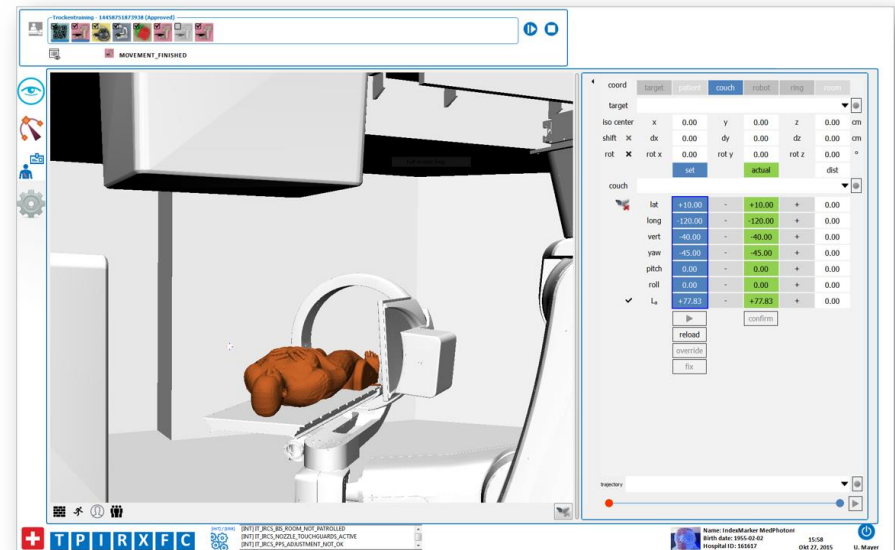 Trockentraining - 14458751873938 (Approved)
MOVEMENT_FINISHED
coord target patient couch robot ring room
target
iso center x 0.00 y 0.00 z 0.00 cm
shift dx 0.00 dy 0.00 dz 0.00 cm
rot rot x 0.00 rot y 0.00 rot z 0.00 °
set actual dist
couch
lat +10.00 - +10.00 + 0.00
long -120.00 - -120.00 + 0.00
vert -40.00 - -40.00 + 0.00
yaw -45.00 - -45.00 + 0.00
pitch 0.00 - 0.00 + 0.00
roll 0.00 - 0.00 + 0.00
+77.83 - +77.83 + 0.00
confirm
reload
override
fix
trajectory
T P I R X F C
[INT] IT_IRCS_BIS_ROOM_NOT_PATROLLED
[INT] IT_IRCS_NOZZLE_TOUCHGUARDS_ACTIVE
[INT] IT_IRCS_PPS_ADJUSTMENT_NOT_OK
Name: IndexMarker MedPhoton
Birth date: 1955-02-02
Hospital ID: 161617
15:58
Okt 27, 2015
U. Mayer